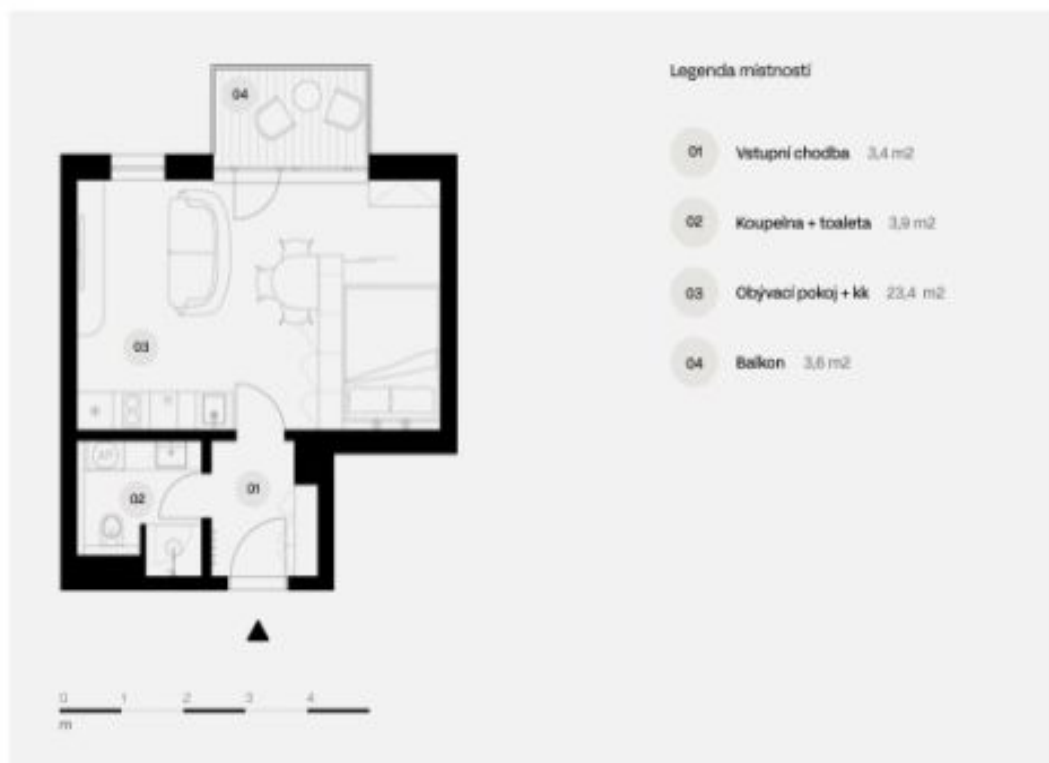 Legenda místností
04
01 Vstupní chodba 3,4 m2
02 Koupelna + toaleta 3,9 m2
03 Obývací pokoj + kk 23,4 m2
04 Balkon 3,6 m2
03
02
01
0 1 2 3 4
m